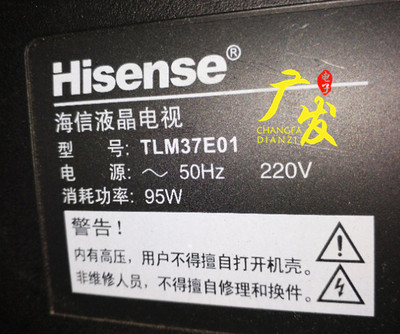 Hisense®
海信液晶电视
型 号: TLM37E01
电 源: ～ 50Hz 220V
消耗功率: 95W
警告!
内有高压，用户不得擅自打开机壳。
非维修人员，不得擅自修理和换件。
广发
电子
CHANGFA
DIANZI